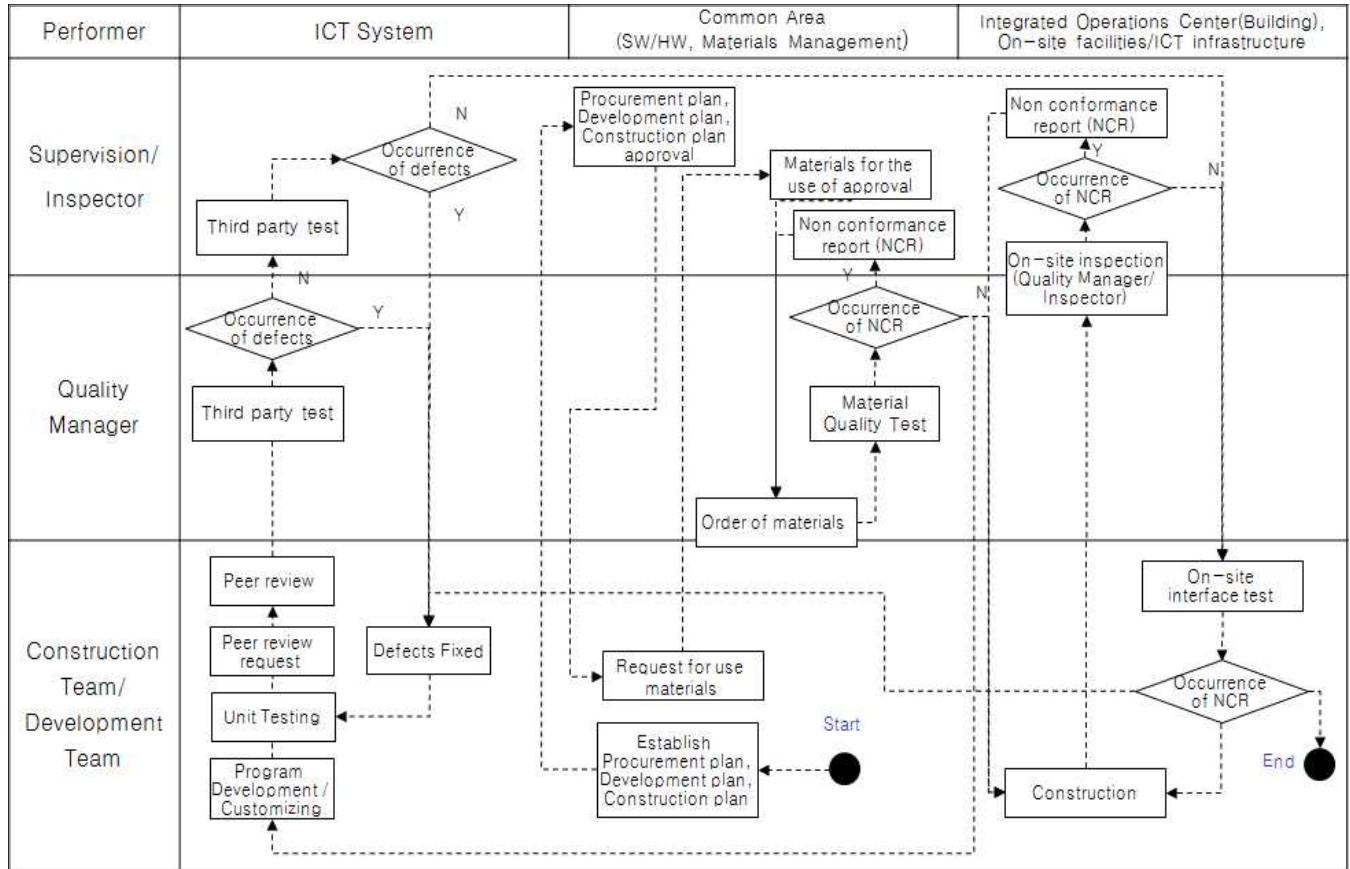 Performer
ICT System
Common Area
(SW/HW, Materials Management)
Integrated Operations Center(Building),
On-site facilities/ICT infrastructure
Supervision/
Inspector
N
Occurrence
of defects
Y
Third party test
N
Procurement plan,
Development plan,
Construction plan
approval
Materials for the
use of approval
Non conformance
report (NCR)
Y
Non conformance
report (NCR)
Y
N
Occurrence
of NCR
On-site inspection
(Quality Manager/
Inspector)
Quality
Manager
Occurrence
of defects
Y
Third party test
Occurrence
of NCR
N
Material
Quality Test
Order of materials
Construction
Team/
Development
Team
Peer review
Peer review
request
Unit Testing
Program
Development /
Customizing
Defects Fixed
Request for use
materials
Establish
Procurement plan,
Development plan,
Construction plan
Start
On-site
interface test
Occurrence
of NCR
End
Construction